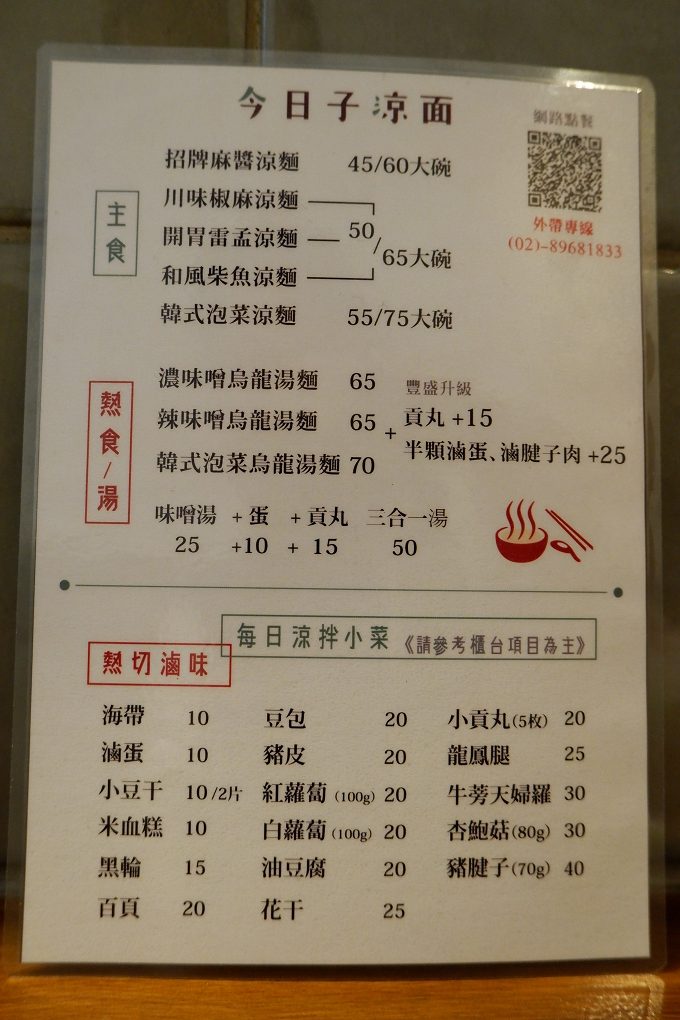 今日子涼面
網路點餐
外帶專線
(02)-89681833
主食
招牌麻醬涼麵 45/60大碗
川味椒麻涼麵
開胃雷孟涼麵 50/65大碗
和風柴魚涼麵
韓式泡菜涼麵 55/75大碗
熱食/湯
濃味噌烏龍湯麵 65
辣味噌烏龍湯麵 65
韓式泡菜烏龍湯麵 70
+
豐盛升級
貢丸 +15
半顆滷蛋、滷腱子肉 +25
味噌湯 + 蛋 + 貢丸 三合一湯
25 +10 + 15 50
每日涼拌小菜《請參考櫃台項目為主》
熱切滷味
海帶 10 豆包 20 小貢丸(5枚) 20
滷蛋 10 豬皮 20 龍鳳腿 25
小豆干 10/2片 紅蘿蔔 (100g) 20 牛蒡天婦羅 30
米血糕 10 白蘿蔔 (100g) 20 杏鮑菇(80g) 30
黑輪 15 油豆腐 20 豬腱子(70g) 40
百頁 20 花干 25